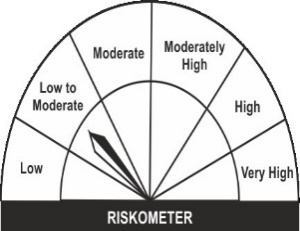 Low
Low to
Moderate
Moderate
Moderately
High
High
Very High
RISKOMETER